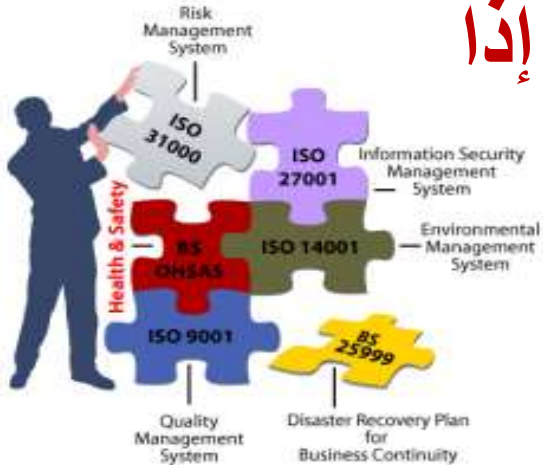 إذا
Risk
Management
System
ISO
31000
ISO
27001
Information Security
Management
System
Health & Safety
BS
OHSAS
ISO 14001
Environmental
Management
System
ISO 9001
BS
25999
Quality
Management
System
Disaster Recovery Plan
for
Business Continuity